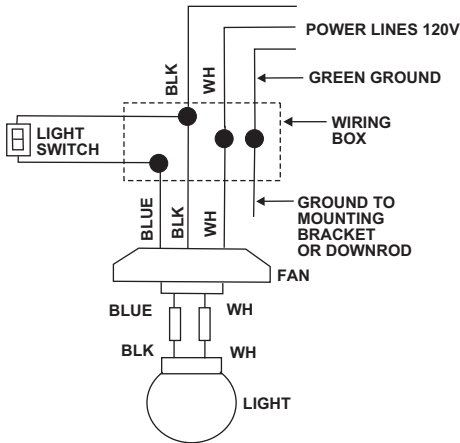 POWER LINES 120V
BLK
WH
GREEN GROUND
LIGHT
SWITCH
WIRING
BOX
BLUE
BLK
WH
GROUND TO
MOUNTING
BRACKET
OR DOWNROD
FAN
BLUE
WH
BLK
WH
LIGHT